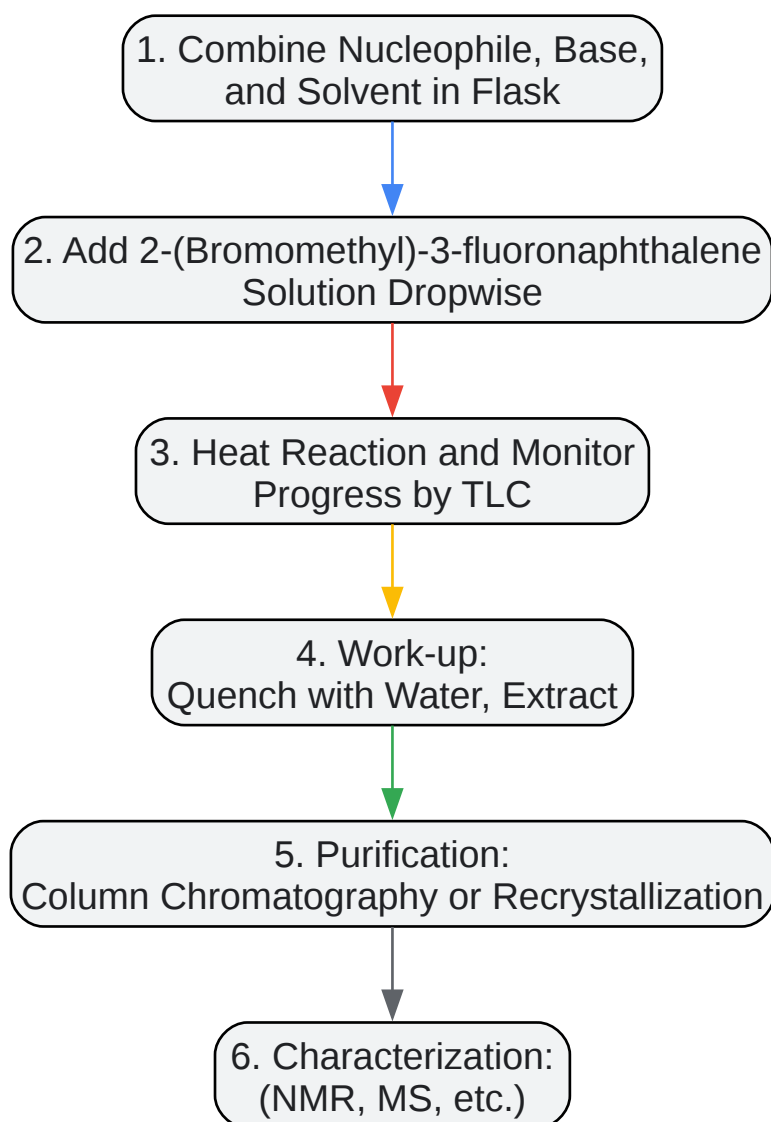 1. Combine Nucleophile, Base,
and Solvent in Flask
2. Add 2-(Bromomethyl)-3-fluoronaphthalene
Solution Dropwise
3. Heat Reaction and Monitor
Progress by TLC
4. Work-up:
Quench with Water, Extract
5. Purification:
Column Chromatography or Recrystallization
6. Characterization:
(NMR, MS, etc.)